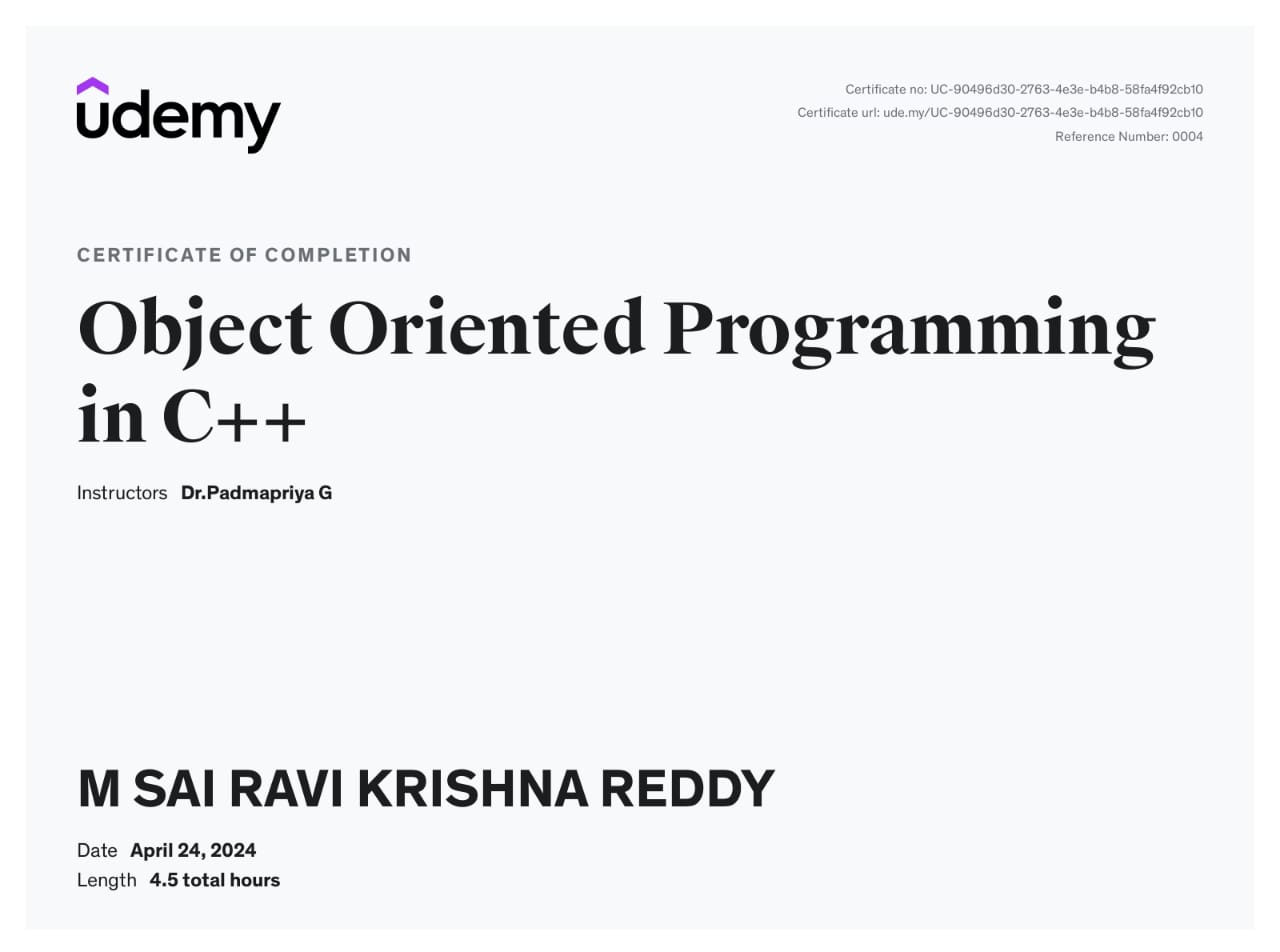 udemy
Certificate no: UC-90496d30-2763-4e3e-b4b8-58fa4f92cb10
Certificate url: ude.my/UC-90496d30-2763-4e3e-b4b8-58fa4f92cb10
Reference Number: 0004
CERTIFICATE OF COMPLETION
Object Oriented Programming
in C++
Instructors Dr.Padmapriya G
M SAI RAVI KRISHNA REDDY
Date April 24, 2024
Length 4.5 total hours